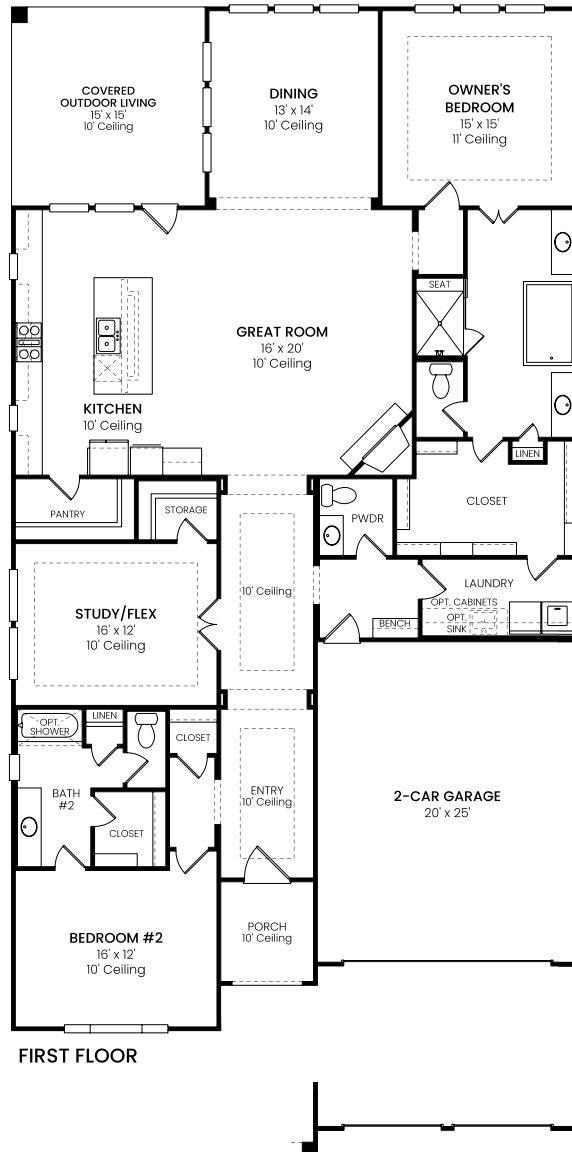 COVERED
OUTDOOR LIVING
15' x 15'
10' Ceiling
DINING
13' x 14'
10' Ceiling
OWNER'S
BEDROOM
15' x 15'
11' Ceiling
SEAT
GREAT ROOM
16' x 20'
10' Ceiling
KITCHEN
10' Ceiling
LINEN
PANTRY
STORAGE
PWDR
CLOSET
10' Ceiling
LAUNDRY
OPT. CABINETS
OPT.
SINK
BENCH
STUDY/FLEX
16' x 12'
10' Ceiling
OPT.
SHOWER
LINEN
CLOSET
BATH
#2
CLOSET
ENTRY
10' Ceiling
2-CAR GARAGE
20' x 25'
BEDROOM #2
16' x 12'
10' Ceiling
PORCH
10' Ceiling
FIRST FLOOR